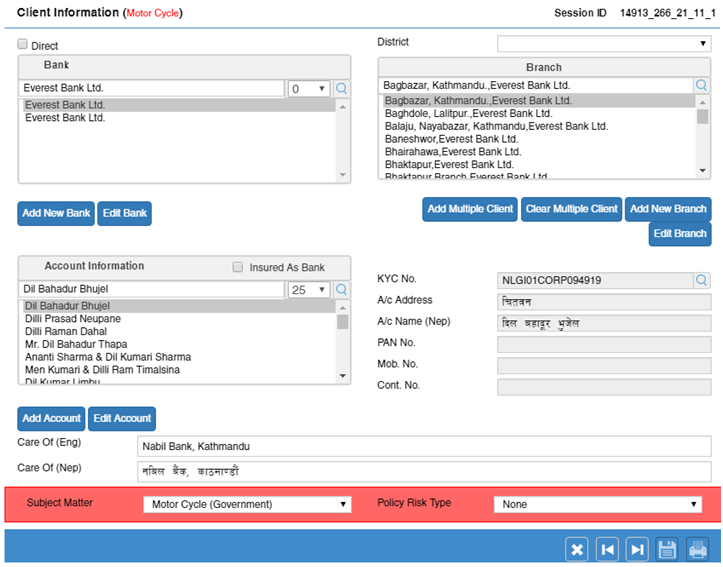 Client Information (Motor Cycle)
Session ID 14913_266_21_11_1
Direct
Bank
Everest Bank Ltd. 0
Everest Bank Ltd.
Everest Bank Ltd.
District
Branch
Bagbazar, Kathmandu.,Everest Bank Ltd.
Bagbazar, Kathmandu.,Everest Bank Ltd.
Baghdole, Lalitpur.,Everest Bank Ltd.
Balaju, Nayabazar, Kathmandu,Everest Bank Ltd.
Baneshwor,Everest Bank Ltd.
Bhairahawa,Everest Bank Ltd.
Bhaktapur,Everest Bank Ltd.
Bhaktapur Branch Everest Bank Ltd
Add New Bank Edit Bank
Add Multiple Client Clear Multiple Client Add New Branch
Edit Branch
Account Information Insured As Bank
Dil Bahadur Bhujel 25
Dil Bahadur Bhujel
Dilli Prasad Neupane
Dilli Raman Dahal
Mr. Dil Bahadur Thapa
Ananti Sharma & Dil Kumari Sharma
Men Kumari & Dilli Ram Timalsina
Dil Kumar Limbu
KYC No. NLGI01CORP094919
A/c Address चितवन
A/c Name (Nep) दिल बहादूर भुजेल
PAN No.
Mob. No.
Cont. No.
Add Account Edit Account
Care Of (Eng) Nabil Bank, Kathmandu
Care Of (Nep) नबिल बैंक, काठमाण्डौं
Subject Matter Motor Cycle (Government) Policy Risk Type None